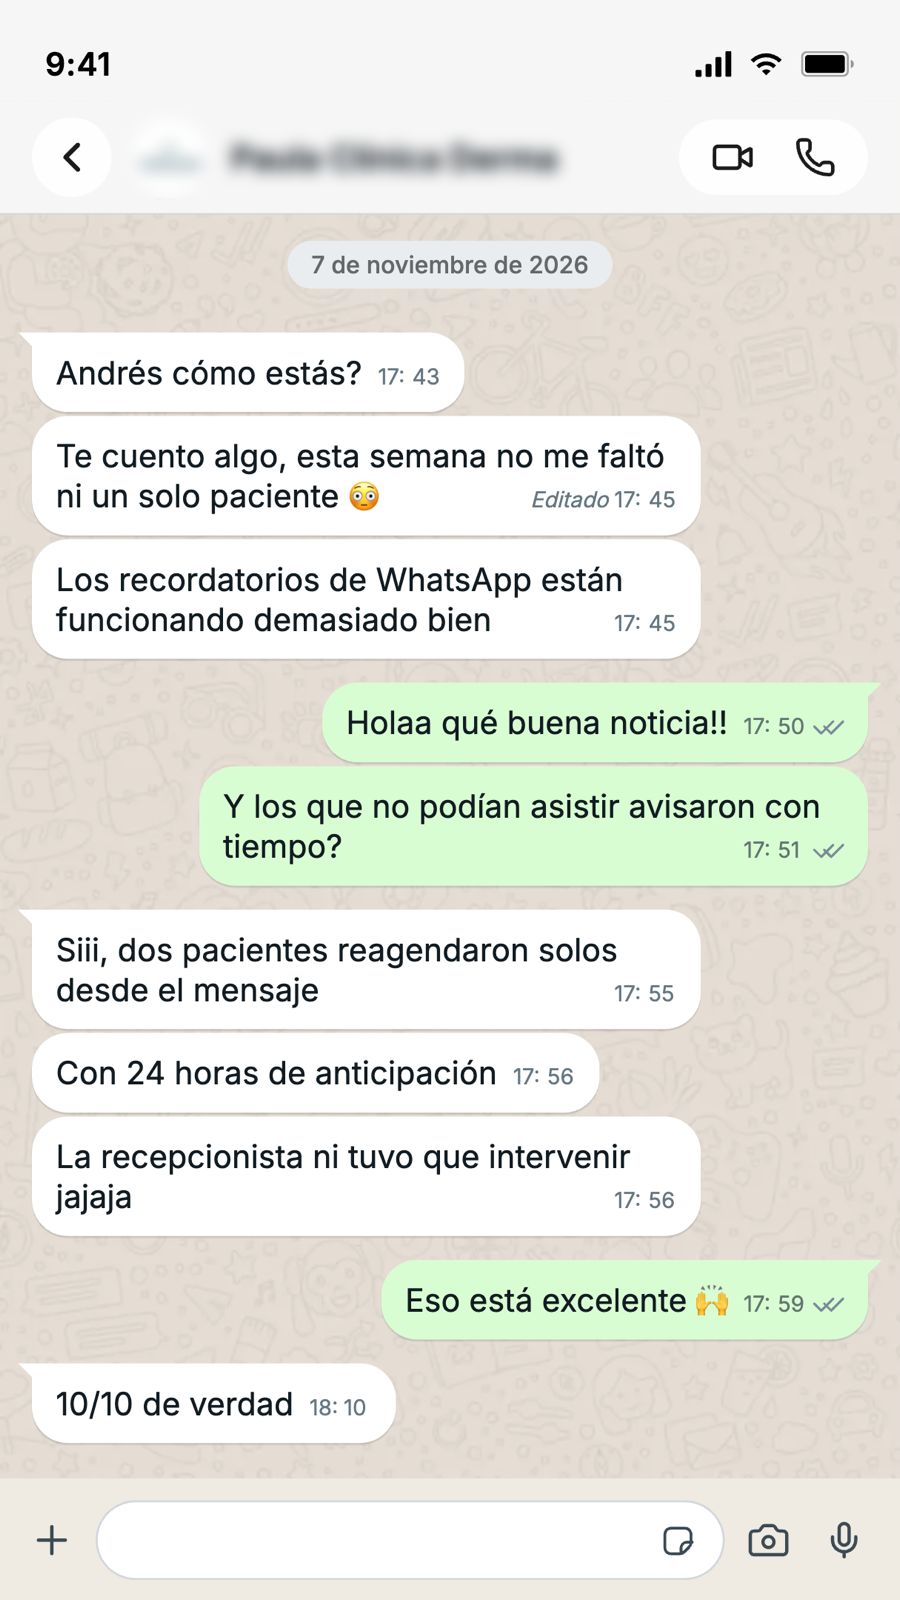 9:41
Paula Clínica Derma
7 de noviembre de 2026
Andrés cómo estás? 17: 43
Te cuento algo, esta semana no me faltó
ni un solo paciente 😳 Editado 17: 45
Los recordatorios de WhatsApp están
funcionando demasiado bien 17: 45
Holaa qué buena noticia!! 17: 50
Y los que no podían asistir avisaron con
tiempo? 17: 51
Siii, dos pacientes reagendaron solos
desde el mensaje 17: 55
Con 24 horas de anticipación 17: 56
La recepcionista ni tuvo que intervenir
jajaja 17: 56
Eso está excelente 🙌 17: 59
10/10 de verdad 18: 10